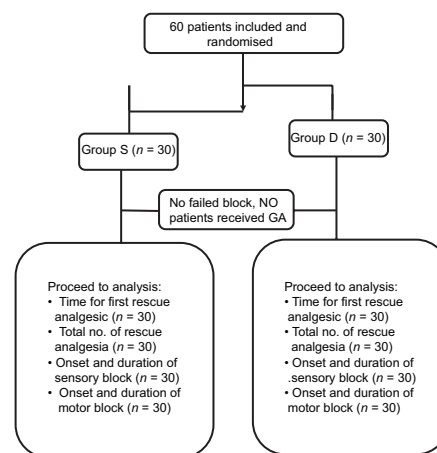 60 patients included and
randomised
Group S (n = 30)
Group D (n = 30)
No failed block, NO
patients received GA
Proceed to analysis:
• Time for first rescue
analgesic (n = 30)
• Total no. of rescue
analgesia (n = 30)
• Onset and duration of
sensory block (n = 30)
• Onset and duration of
motor block (n = 30)
Proceed to analysis:
• Time for first rescue
analgesic (n = 30)
• Total no. of rescue
analgesia (n = 30)
• Onset and duration of
.sensory block (n = 30)
• Onset and duration of
motor block (n = 30)